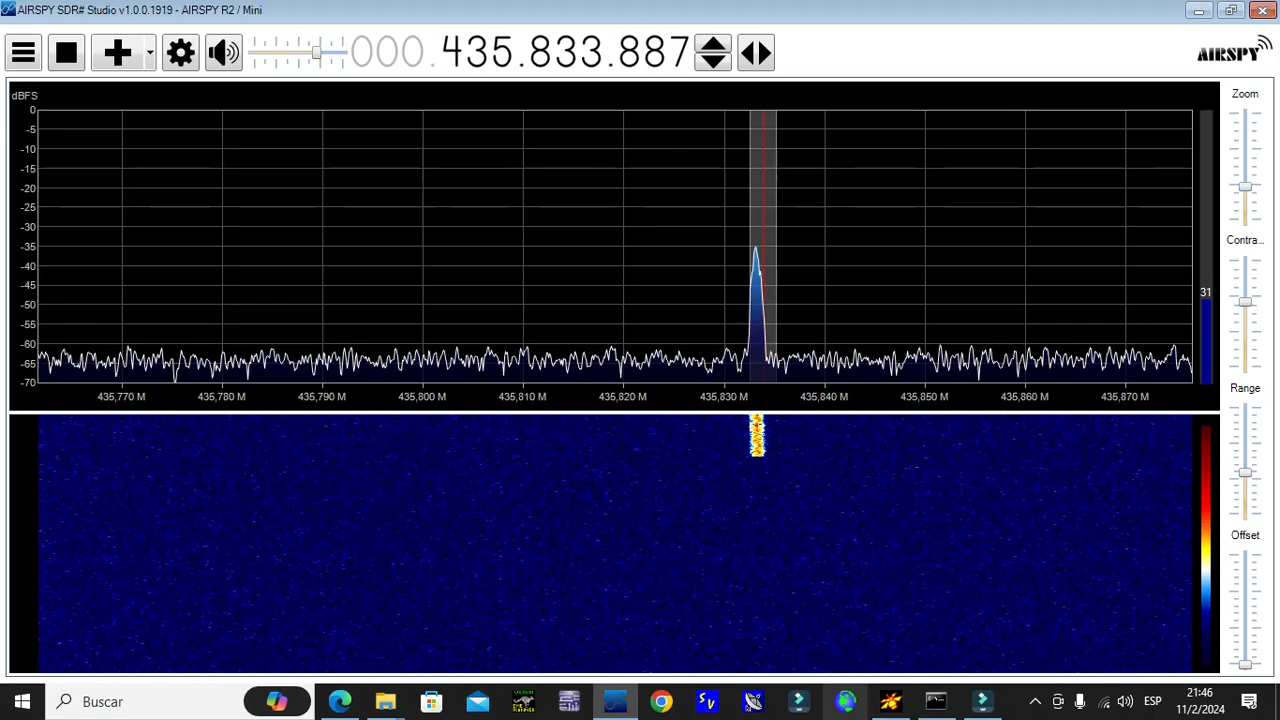 AIRSPY SDR# Studio v1.0.0.1919 - AIRSPY R2 / Mini
000.435.833.887
AIRSPY
dBFS
Zoom
0
-5
-10
-15
-20
-25
-30
-35
-40
-45
-50
-55
-60
-65
-70
Contra...
31
435,770 M 435,780 M 435,790 M 435,800 M 435,810 M 435,820 M 435,830 M 435,840 M 435,850 M 435,860 M 435,870 M
Range
Offset
Buscar
ESP
21:46
11/2/2024